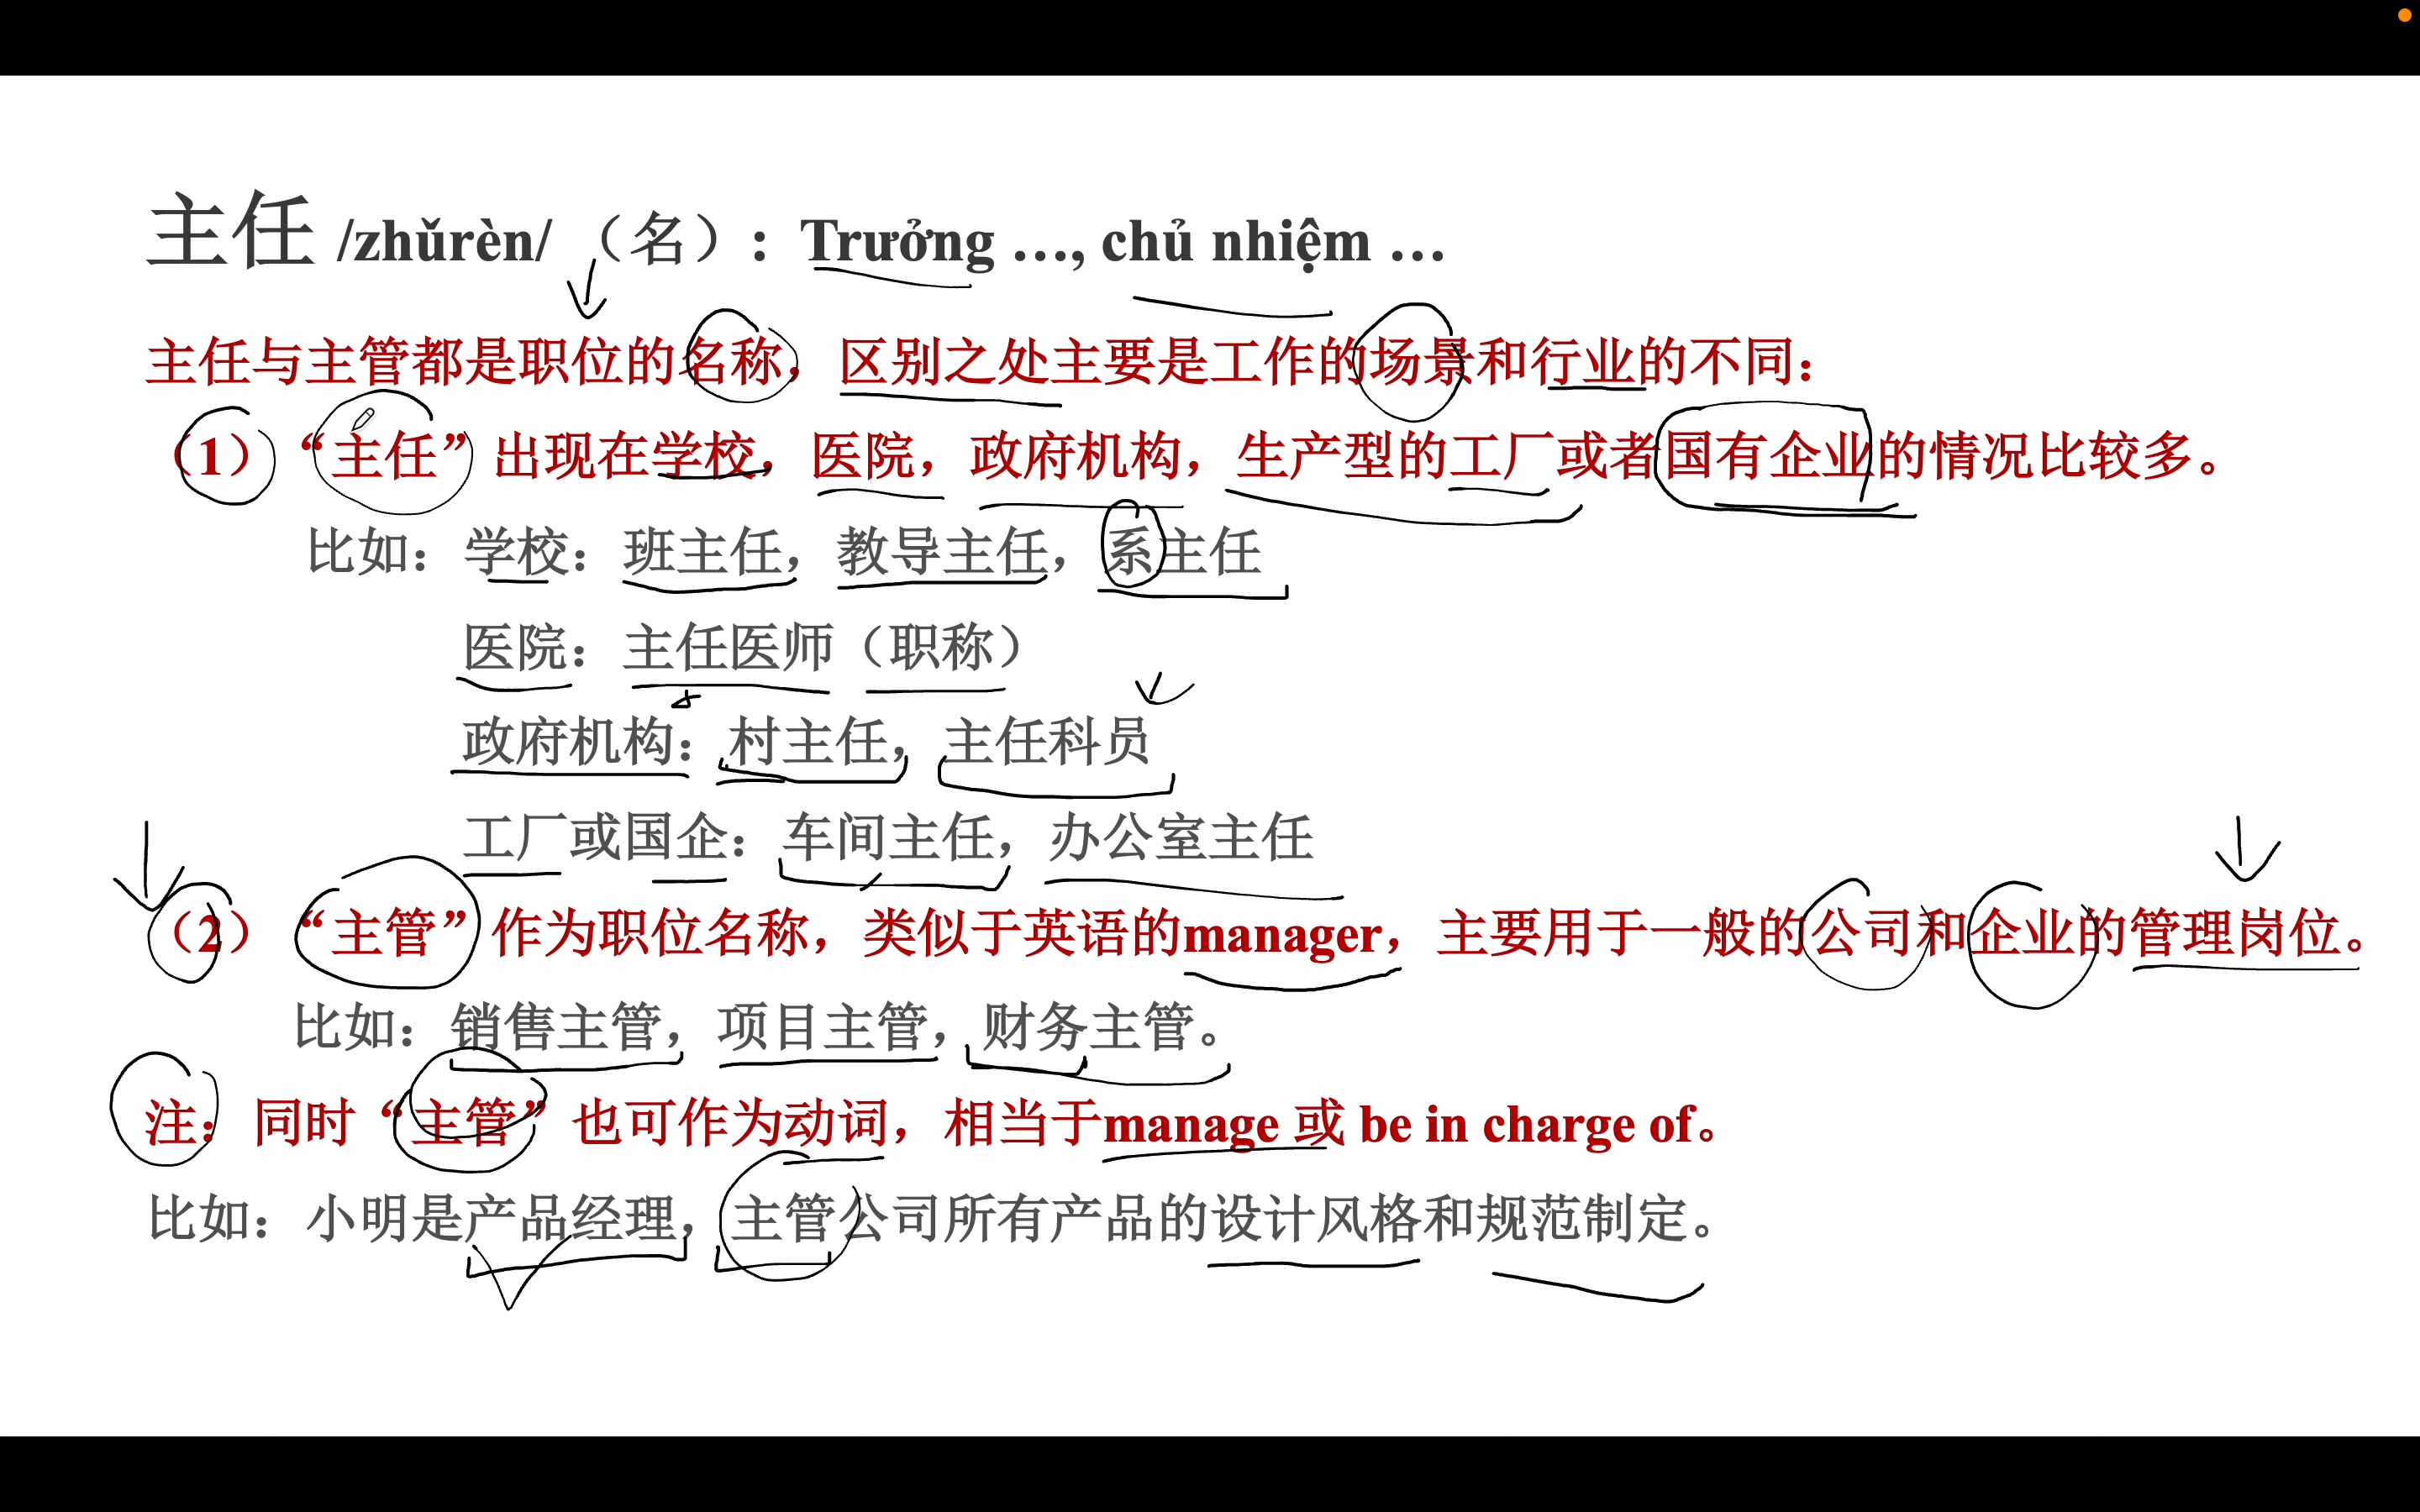 主任 /zhǔrèn/ （名）：Trưởng …, chủ nhiệm …
主任与主管都是职位的名称，区别之处主要是工作的场景和行业的不同：
（1）“主任”出现在学校，医院，政府机构，生产型的工厂或者国有企业的情况比较多。
比如：学校：班主任，教导主任，系主任
医院：主任医师（职称）
政府机构：村主任，主任科员
工厂或国企：车间主任，办公室主任
（2）“主管”作为职位名称，类似于英语的manager，主要用于一般的公司和企业的管理岗位。
比如：销售主管，项目主管，财务主管。
注：同时“主管”也可作为动词，相当于manage 或 be in charge of。
比如：小明是产品经理，主管公司所有产品的设计风格和规范制定。